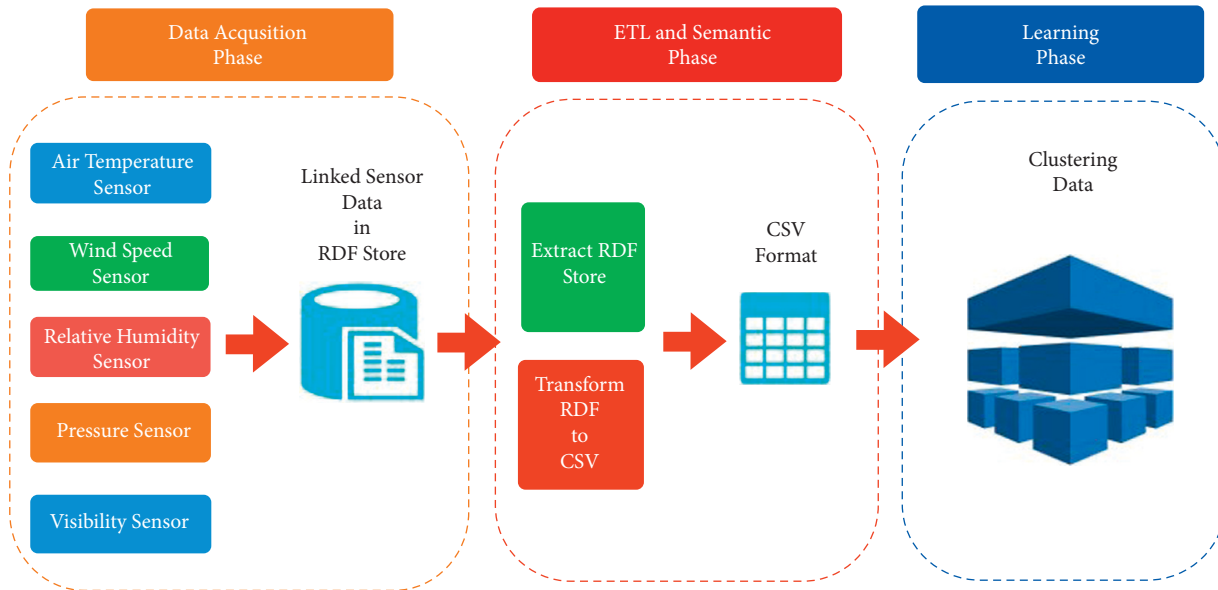 Data Acqusition
Phase
ETL and Semantic
Phase
Learning
Phase
Air Temperature
Sensor
Wind Speed
Sensor
Relative Humidity
Sensor
Pressure Sensor
Visibility Sensor
Linked Sensor
Data
in
RDF Store
Extract RDF
Store
Transform
RDF
to
CSV
CSV
Format
Clustering
Data